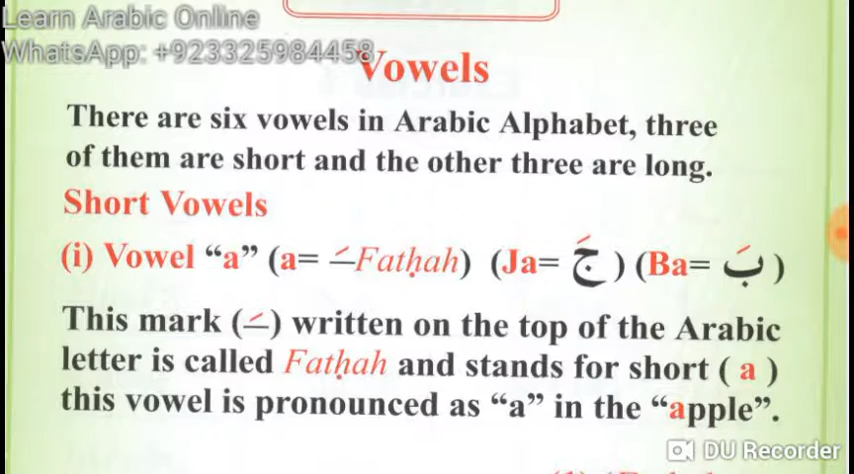 Learn Arabic Online
WhatsApp: +923325984458
Vowels
There are six vowels in Arabic Alphabet, three
of them are short and the other three are long.
Short Vowels
(i) Vowel “a” (a= –َ Fatḥah) (Ja= جَ) (Ba= بَ)
This mark (–َ) written on the top of the Arabic
letter is called Fatḥah and stands for short ( a )
this vowel is pronounced as “a” in the “apple”.
DU Recorder